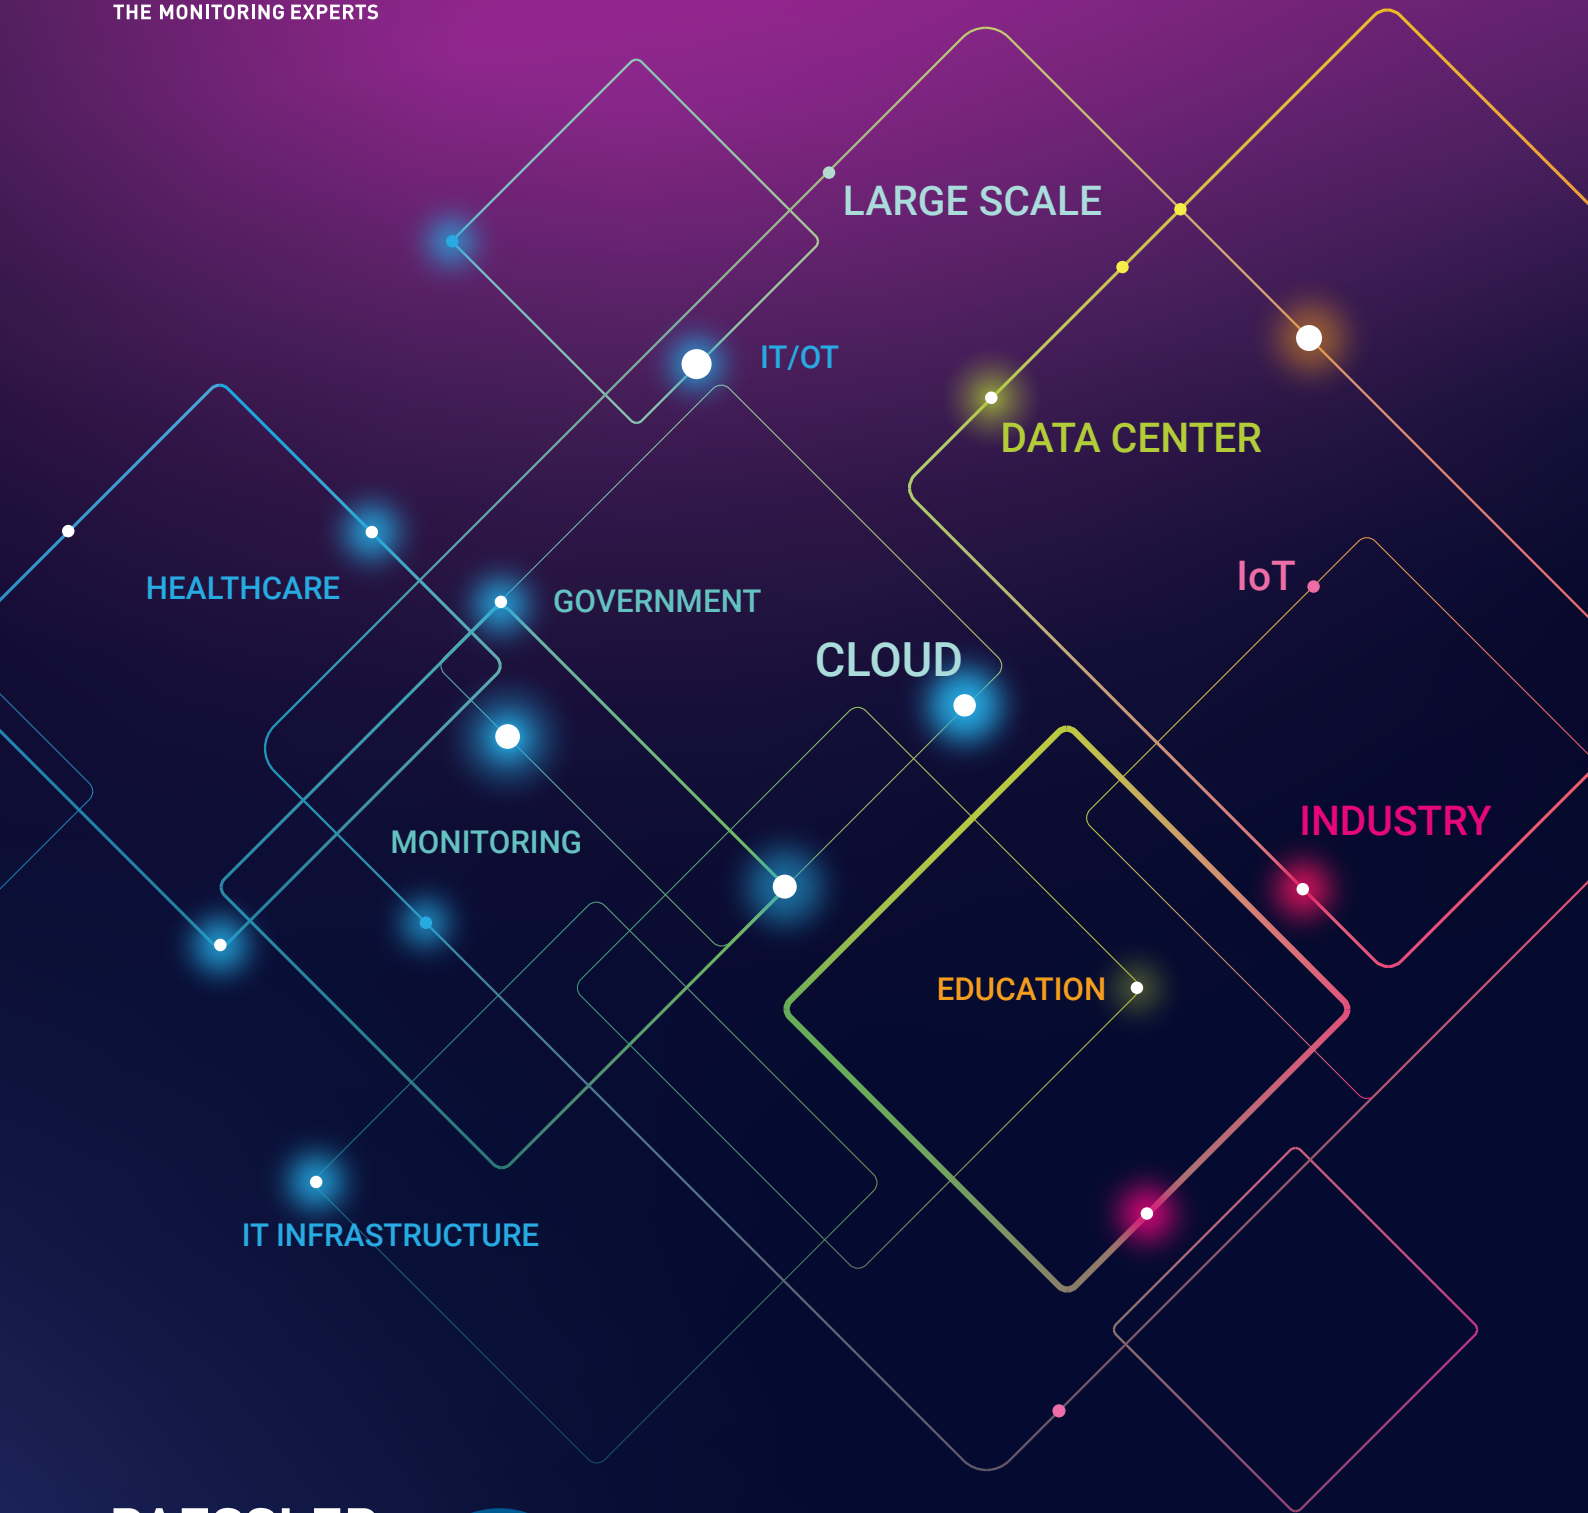 THE MONITORING EXPERTS
LARGE SCALE
IT/OT
DATA CENTER
HEALTHCARE
GOVERNMENT
IoT
CLOUD
INDUSTRY
MONITORING
EDUCATION
IT INFRASTRUCTURE